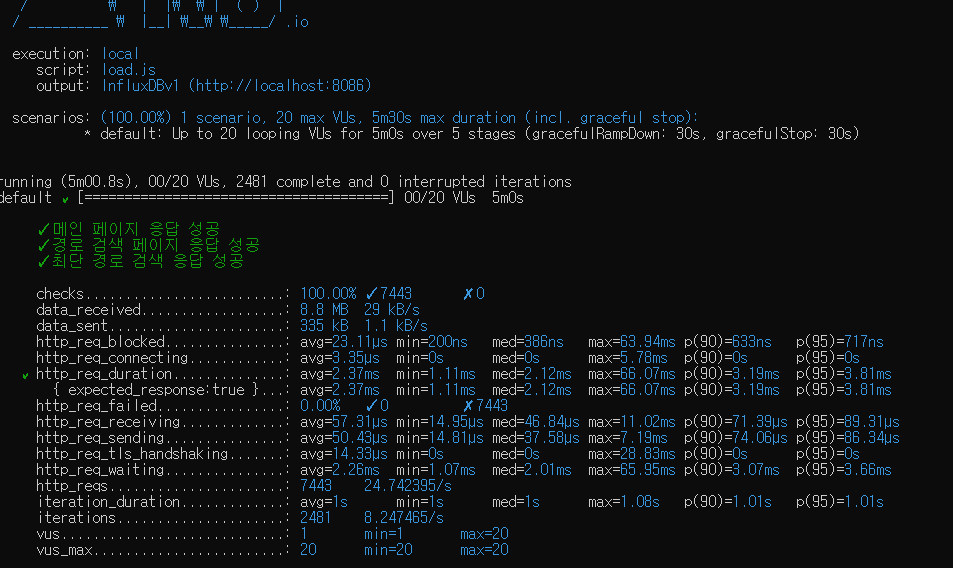 / __________ ₩ |__| ₩__₩ ₩_____/ .io
execution: local
script: load.js
output: InfluxDBv1 (http://localhost:8086)
scenarios: (100.00%) 1 scenario, 20 max VUs, 5m30s max duration (incl. graceful stop):
* default: Up to 20 looping VUs for 5m0s over 5 stages (gracefulRampDown: 30s, gracefulStop: 30s)
running (5m00.8s), 00/20 VUs, 2481 complete and 0 interrupted iterations
default ✓ [======================================] 00/20 VUs  5m0s
✓ 메인 페이지 응답 성공
✓ 경로 검색 페이지 응답 성공
✓ 최단 경로 검색 응답 성공
checks.........................: 100.00% ✓ 7443 ✗ 0
data_received..................: 8.8 MB 29 kB/s
data_sent......................: 335 kB 1.1 kB/s
http_req_blocked...............: avg=23.11µs min=200ns med=386ns max=63.94ms p(90)=633ns p(95)=717ns
http_req_connecting............: avg=3.35µs min=0s med=0s max=5.78ms p(90)=0s p(95)=0s
✓ http_req_duration..............: avg=2.37ms min=1.11ms med=2.12ms max=66.07ms p(90)=3.19ms p(95)=3.81ms
{ expected_response:true }...: avg=2.37ms min=1.11ms med=2.12ms max=66.07ms p(90)=3.19ms p(95)=3.81ms
http_req_failed................: 0.00% ✓ 0 ✗ 7443
http_req_receiving.............: avg=57.31µs min=14.95µs med=46.84µs max=11.02ms p(90)=71.39µs p(95)=89.31µs
http_req_sending...............: avg=50.43µs min=14.81µs med=37.58µs max=7.19ms p(90)=74.06µs p(95)=86.34µs
http_req_tls_handshaking.......: avg=14.33µs min=0s med=0s max=28.83ms p(90)=0s p(95)=0s
http_req_waiting...............: avg=2.26ms min=1.07ms med=2.01ms max=65.95ms p(90)=3.07ms p(95)=3.66ms
http_reqs......................: 7443 24.742395/s
iteration_duration.............: avg=1s min=1s med=1s max=1.08s p(90)=1.01s p(95)=1.01s
iterations.....................: 2481 8.247465/s
vus............................: 1 min=1 max=20
vus_max........................: 20 min=20 max=20